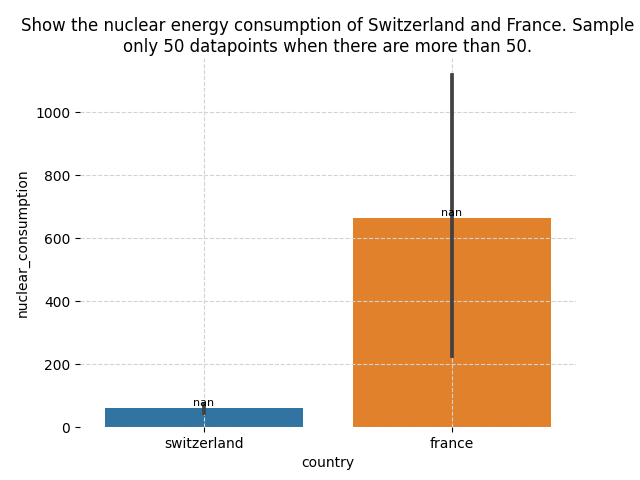 Show the nuclear energy consumption of Switzerland and France. Sample
only 50 datapoints when there are more than 50.
1000
800
600
400
200
0
nuclear_consumption
nan
nan
switzerland
france
country